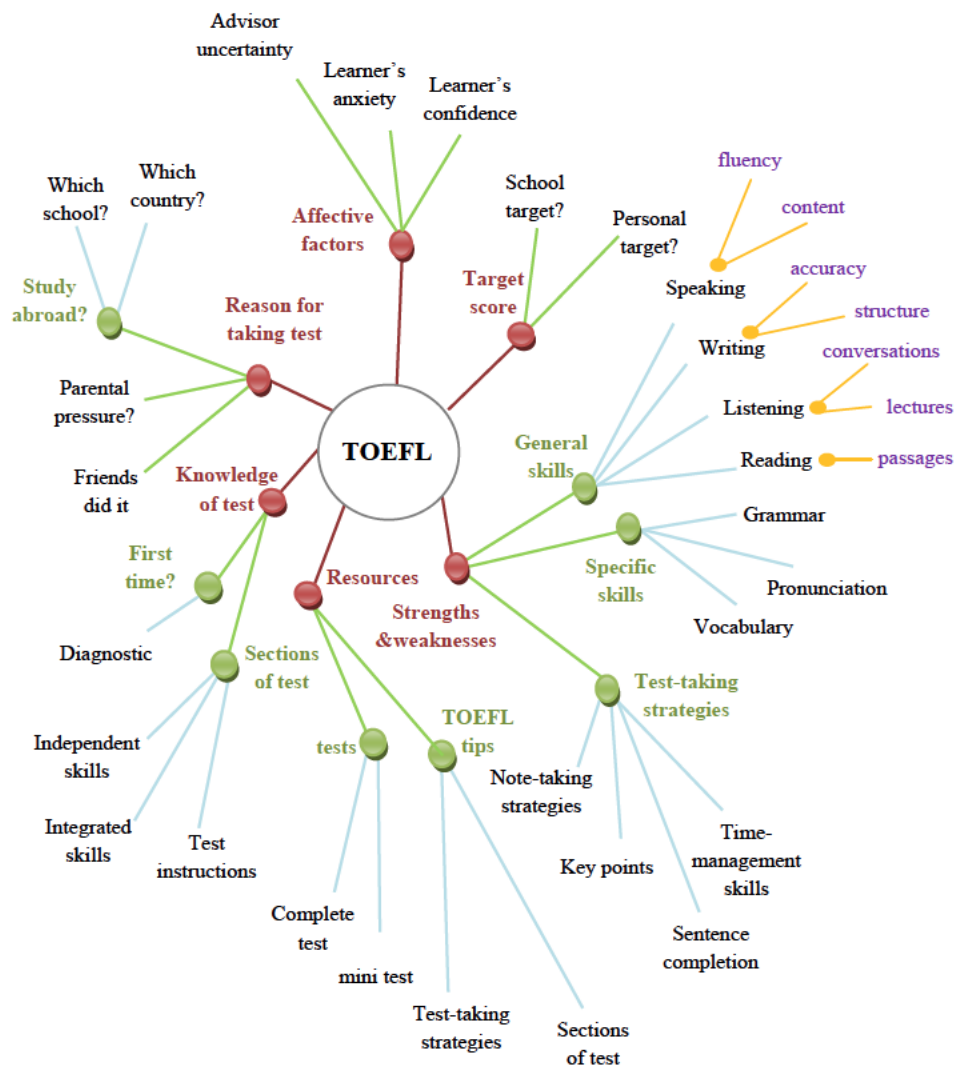 Advisor
uncertainty
Learner's
anxiety
Learner's
confidence
Which
school?
Which
country?
Affective
factors
School
target?
Personal
target?
fluency
content
Speaking
accuracy
structure
Writing
conversations
Listening
lectures
Reading
passages
Study
abroad?
Reason for
taking test
Target
score
Parental
pressure?
Friends
did it
TOEFL
General
skills
Knowledge
of test
Grammar
Specific
skills
Pronunciation
Vocabulary
First
time?
Diagnostic
Resources
Strengths
&weaknesses
Sections
of test
Independent
skills
Integrated
skills
Test
instructions
tests
TOEFL
tips
Test-taking
strategies
Note-taking
strategies
Key points
Time-
management
skills
Sentence
completion
Complete
test
mini test
Test-taking
strategies
Sections
of test